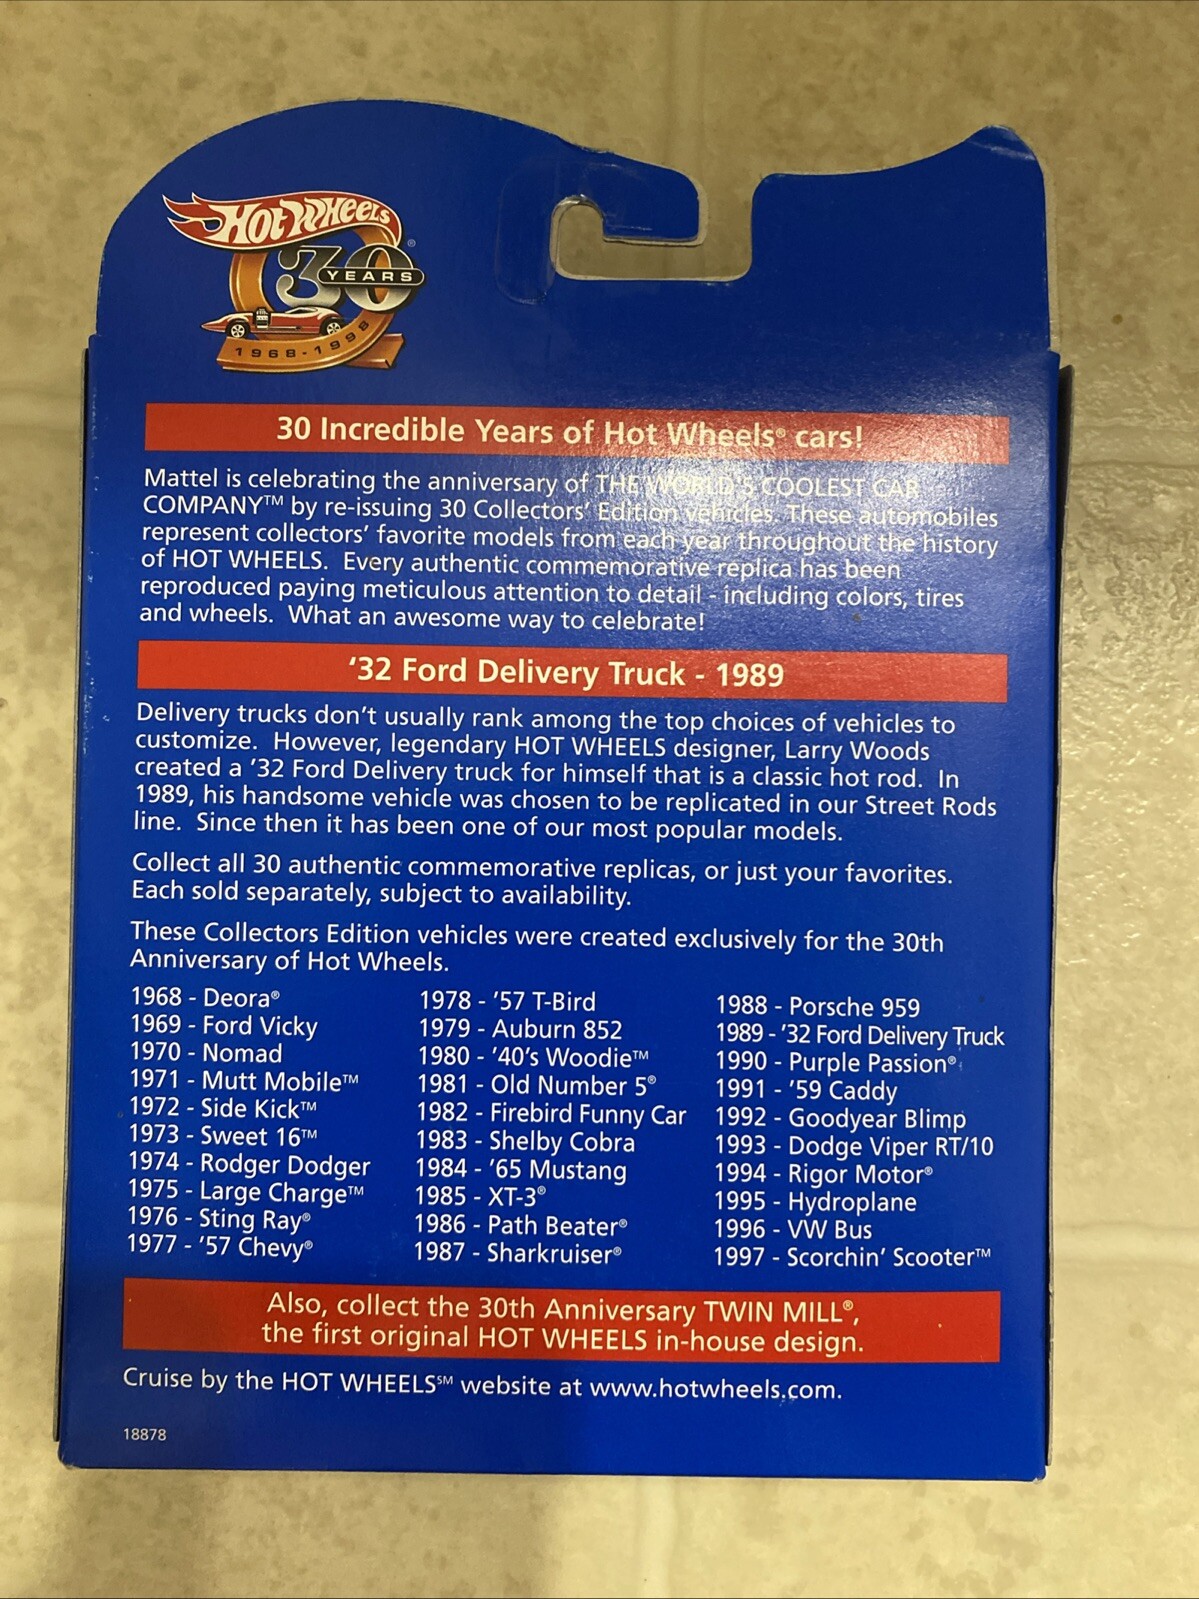 HOT WHEELS®
30
YEARS
1968-1998
30 Incredible Years of Hot Wheels® cars!
Mattel is celebrating the anniversary of THE WORLD'S COOLEST CAR
COMPANY™ by re-issuing 30 Collectors' Edition vehicles. These automobiles
represent collectors' favorite models from each year throughout the history
of HOT WHEELS. Every authentic commemorative replica has been
reproduced paying meticulous attention to detail - including colors, tires
and wheels. What an awesome way to celebrate!
'32 Ford Delivery Truck - 1989
Delivery trucks don't usually rank among the top choices of vehicles to
customize. However, legendary HOT WHEELS designer, Larry Woods
created a '32 Ford Delivery truck for himself that is a classic hot rod. In
1989, his handsome vehicle was chosen to be replicated in our Street Rods
line. Since then it has been one of our most popular models.
Collect all 30 authentic commemorative replicas, or just your favorites.
Each sold separately, subject to availability.
These Collectors Edition vehicles were created exclusively for the 30th
Anniversary of Hot Wheels.
1968 - Deora®
1969 - Ford Vicky
1970 - Nomad
1971 - Mutt Mobile™
1972 - Side Kick™
1973 - Sweet 16™
1974 - Rodger Dodger
1975 - Large Charge™
1976 - Sting Ray®
1977 - '57 Chevy®
1978 - '57 T-Bird
1979 - Auburn 852
1980 - '40's Woodie™
1981 - Old Number 5®
1982 - Firebird Funny Car
1983 - Shelby Cobra
1984 - '65 Mustang
1985 - XT-3®
1986 - Path Beater®
1987 - Sharkruiser®
1988 - Porsche 959
1989 - '32 Ford Delivery Truck
1990 - Purple Passion®
1991 - '59 Caddy
1992 - Goodyear Blimp
1993 - Dodge Viper RT/10
1994 - Rigor Motor®
1995 - Hydroplane
1996 - VW Bus
1997 - Scorchin' Scooter™
Also, collect the 30th Anniversary TWIN MILL®,
the first original HOT WHEELS in-house design.
Cruise by the HOT WHEELS℠ website at www.hotwheels.com.
18878